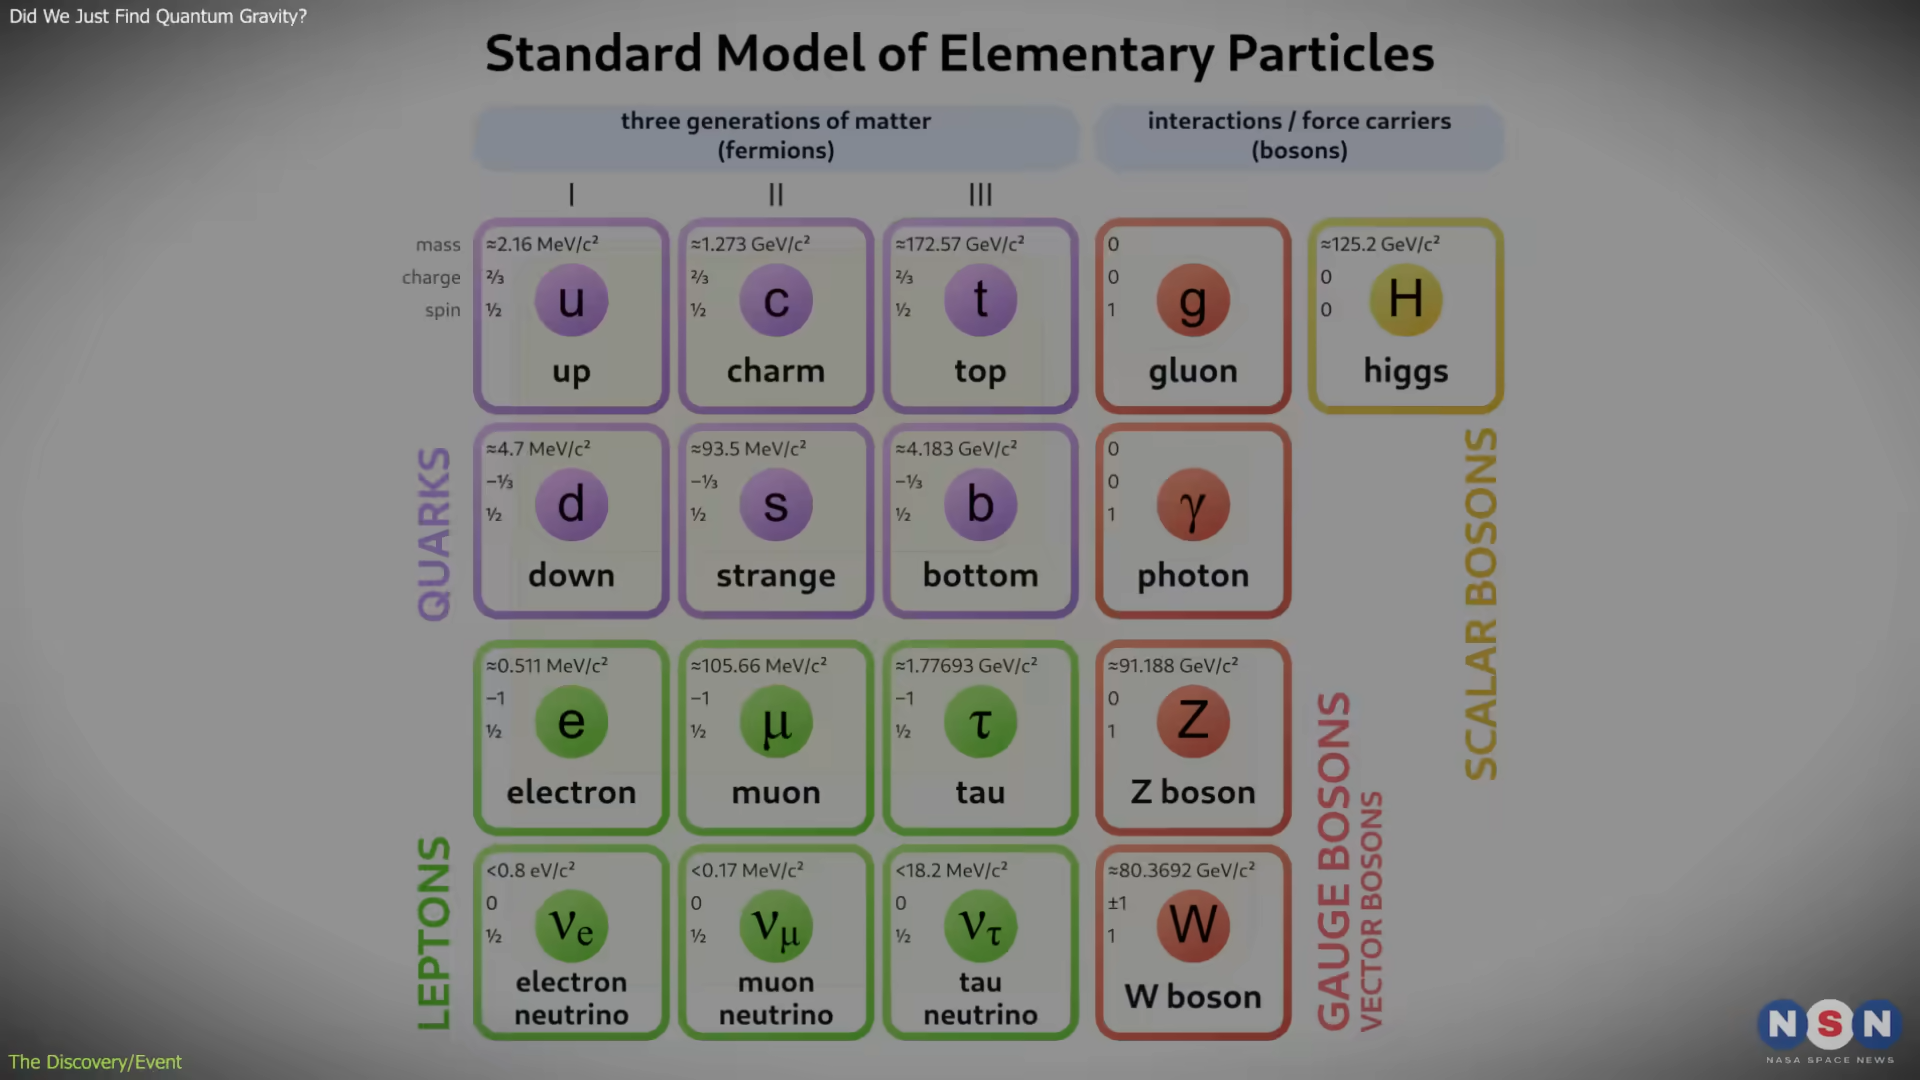 Did We Just Find Quantum Gravity?
Standard Model of Elementary Particles
three generations of matter
(fermions)
interactions / force carriers
(bosons)
I
II
III
mass
charge
spin
≈2.16 MeV/c²
⅔
½
u
up
≈1.273 GeV/c²
⅔
½
c
charm
≈172.57 GeV/c²
⅔
½
t
top
0
0
1
g
gluon
≈125.2 GeV/c²
0
0
H
higgs
QUARKS
≈4.7 MeV/c²
−⅓
½
d
down
≈93.5 MeV/c²
−⅓
½
s
strange
≈4.183 GeV/c²
−⅓
½
b
bottom
0
0
1
γ
photon
SCALAR BOSONS
≈0.511 MeV/c²
−1
½
e
electron
≈105.66 MeV/c²
−1
½
μ
muon
≈1.77693 GeV/c²
−1
½
τ
tau
≈91.188 GeV/c²
0
1
Z
Z boson
LEPTONS
<0.8 eV/c²
0
½
νe
electron
neutrino
<0.17 MeV/c²
0
½
νμ
muon
neutrino
<18.2 MeV/c²
0
½
ντ
tau
neutrino
≈80.3692 GeV/c²
±1
1
W
W boson
GAUGE BOSONS
VECTOR BOSONS
NSN
NASA SPACE NEWS
The Discovery/Event